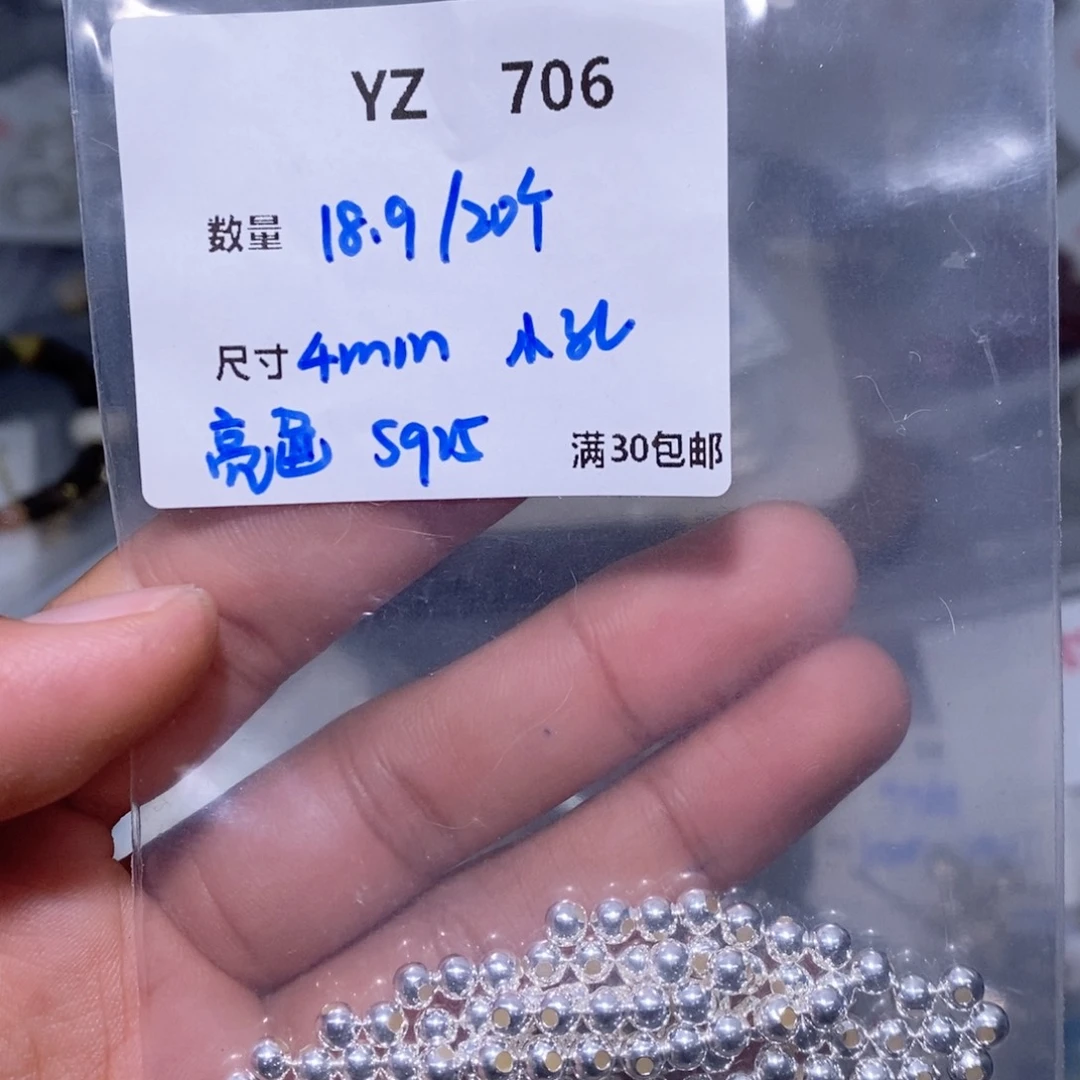 YZ 706
数量 18.9/20个
尺寸 4mm 小孔
亮面 S925 满30包邮